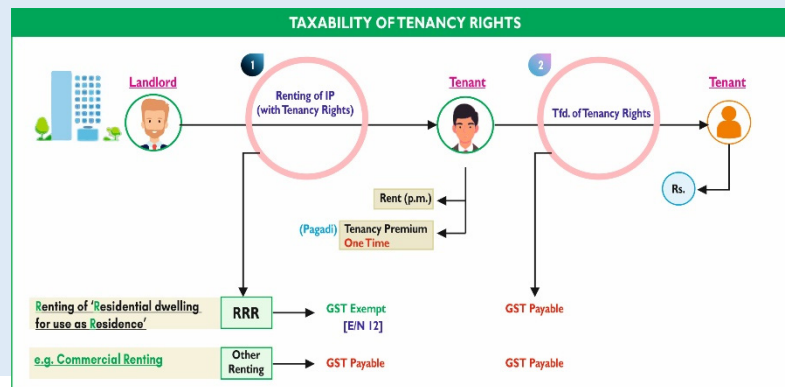 TAXABILITY OF TENANCY RIGHTS
1
2
Landlord
Tenant
Tenant
Renting of IP
(with Tenancy Rights)
Tfd. of Tenancy Rights
Rs.
Rent (p.m.)
(Pagadi)
Tenancy Premium
One Time
Renting of 'Residential dwelling
for use as Residence'
RRR
GST Exempt
[E/N 12]
GST Payable
e.g. Commercial Renting
Other
Renting
GST Payable
GST Payable